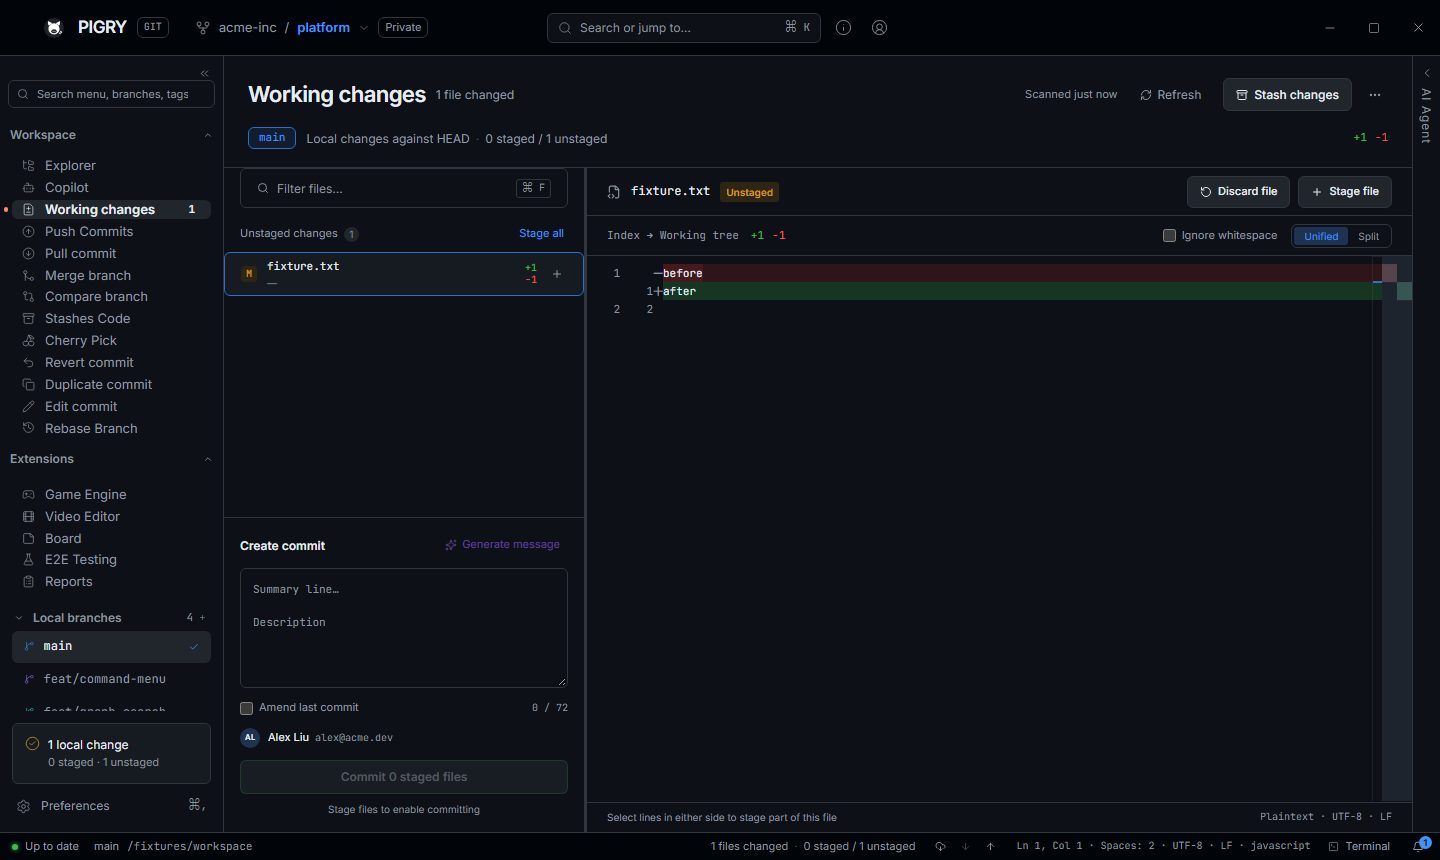 PIGRY GIT acme-inc / platform Private Search or jump to... ⌘ K
Search menu, branches, tags
Workspace
Explorer
Copilot
Working changes 1
Push Commits
Pull commit
Merge branch
Compare branch
Stashes Code
Cherry Pick
Revert commit
Duplicate commit
Edit commit
Rebase Branch
Extensions
Game Engine
Video Editor
Board
E2E Testing
Reports
Local branches 4 +
main
feat/command-menu
1 local change
0 staged · 1 unstaged
Preferences ⌘,
Working changes 1 file changed Scanned just now Refresh Stash changes ···
main Local changes against HEAD · 0 staged / 1 unstaged +1 -1
Filter files... ⌘ F
Unstaged changes 1 Stage all
M fixture.txt +1 -1 +
—
Create commit Generate message
Summary line…
Description
Amend last commit 0 / 72
AL Alex Liu alex@acme.dev
Commit 0 staged files
Stage files to enable committing
fixture.txt Unstaged Discard file + Stage file
Index → Working tree +1 -1 Ignore whitespace Unified Split
1 −before
1+after
2 2
Select lines in either side to stage part of this file Plaintext · UTF-8 · LF
AI Agent
Up to date main /fixtures/workspace 1 files changed · 0 staged / 1 unstaged Ln 1, Col 1 · Spaces: 2 · UTF-8 · LF · javascript Terminal 1